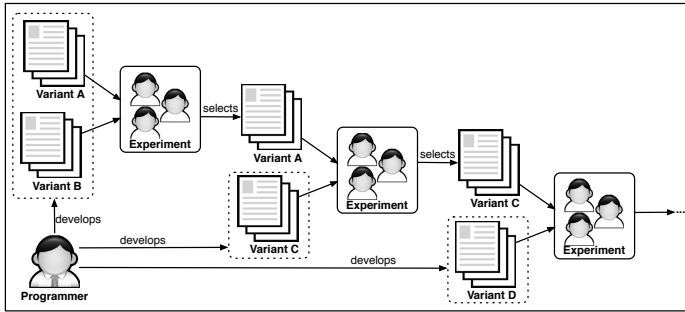 Variant A
Variant B
Experiment
selects
Variant A
Variant C
Experiment
selects
Variant C
Variant D
Experiment
develops
develops
develops
Programmer